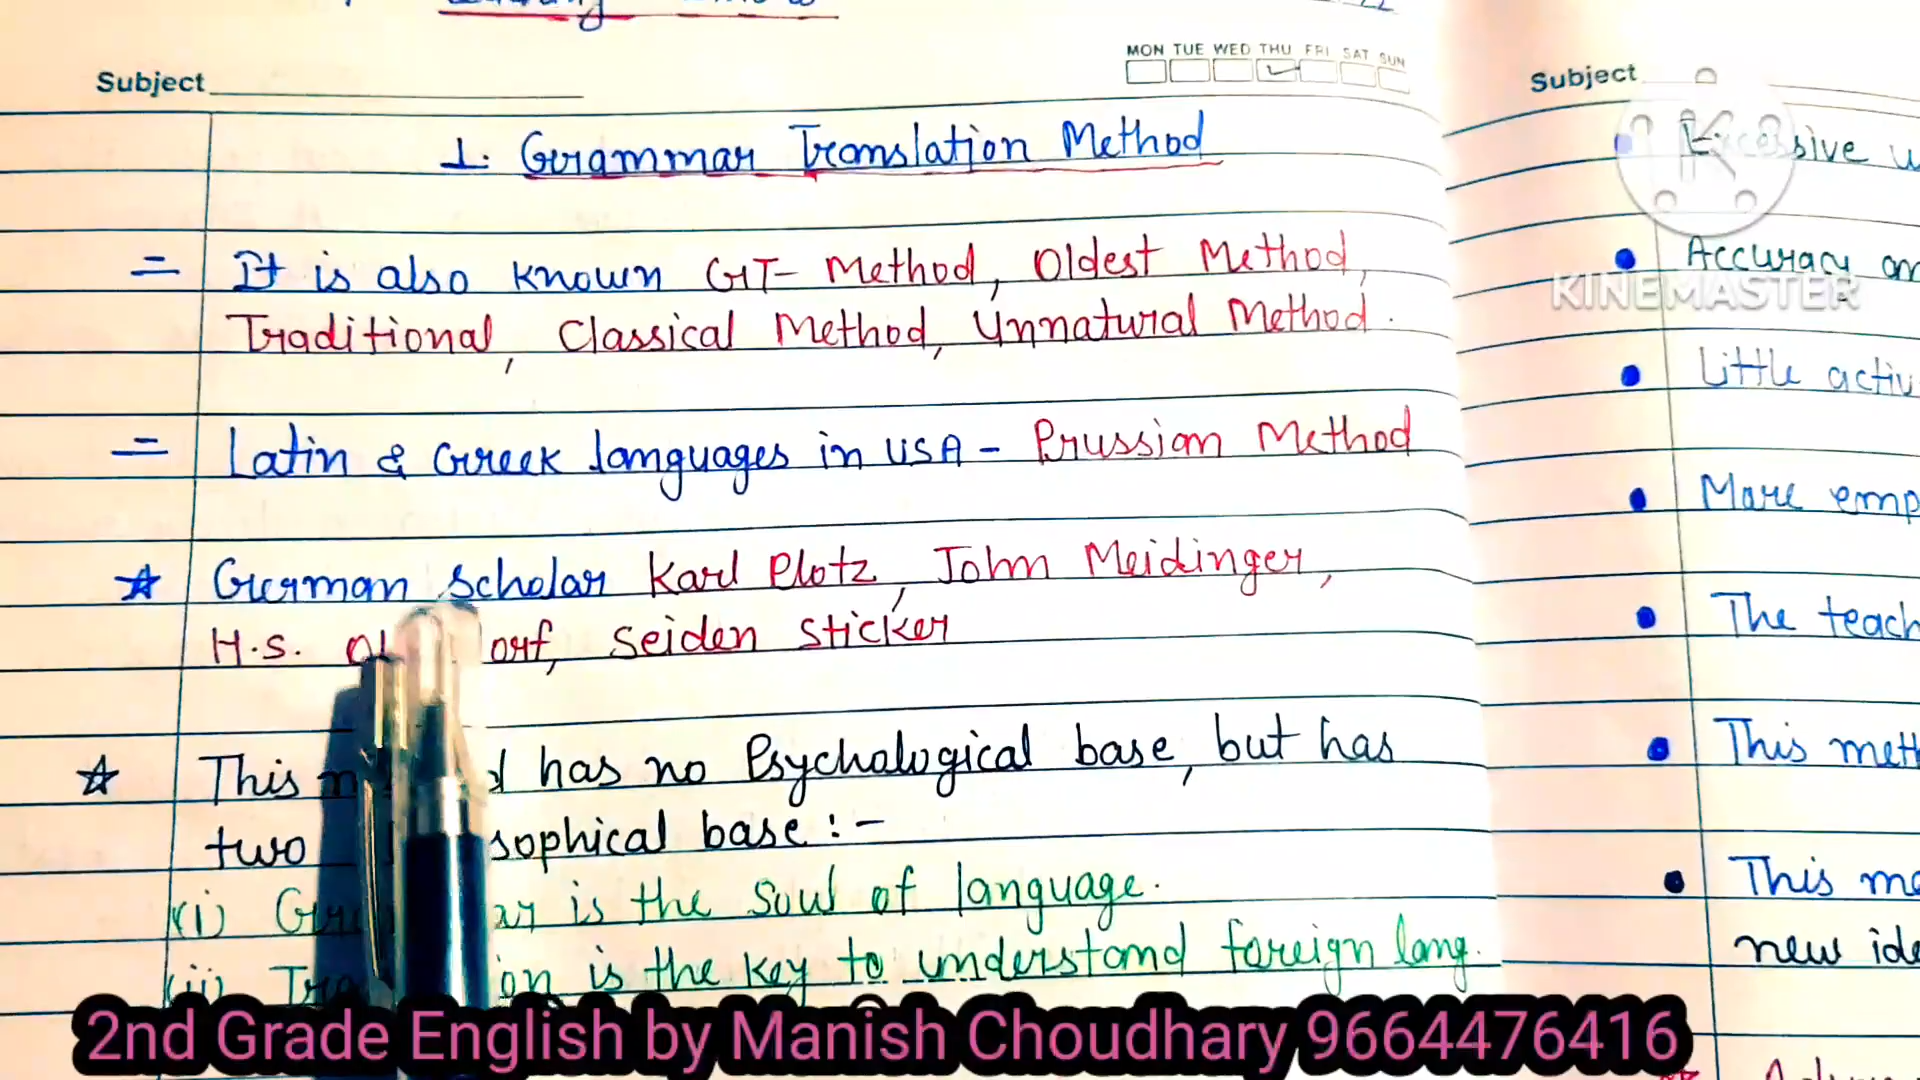 Subject
MON TUE WED THU FRI SAT SUN
1. Grammar Translation Method
= It is also known GT- Method, Oldest Method,
Traditional, Classical Method, Unnatural Method.
= Latin & Greek languages in USA - Prussian Method
☆ German scholar Karl Plotz, John Meidinger,
H.S. orf, Seiden Sticker
☆ This has no Psychological base, but has
two sophical base :-
(i) is the Soul of language.
(ii) is the key to understand foreign lang.
Subject
• Accuracy
• Little
• More
• The
• This
• This
new
KINEMASTER
2nd Grade English by Manish Choudhary 9664476416